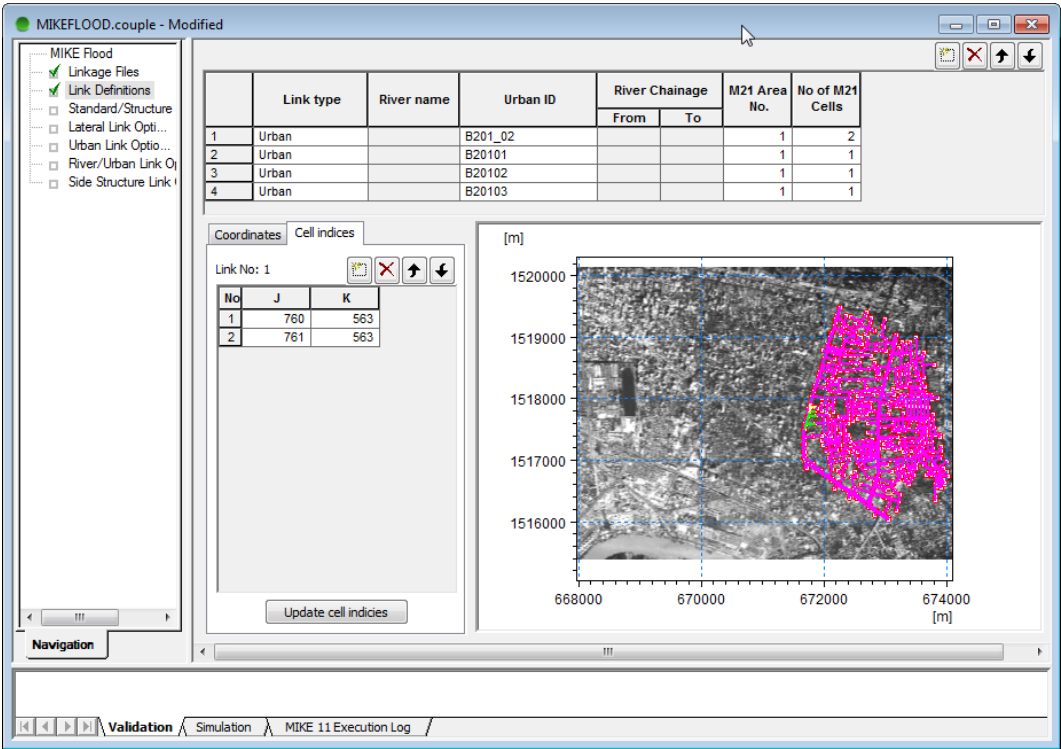 MIKEFLOOD.couple - Modified
MIKE Flood
Linkage Files
Link Definitions
Standard/Structure
Lateral Link Opti...
Urban Link Optio...
River/Urban Link Op
Side Structure Link
Link type River name Urban ID River Chainage M21 Area No. No of M21 Cells
From To
1 Urban B201_02 1 2
2 Urban B20101 1 1
3 Urban B20102 1 1
4 Urban B20103 1 1
Coordinates Cell indices
Link No: 1
No J K
1 760 563
2 761 563
Update cell indicies
[m]
1520000
1519000
1518000
1517000
1516000
668000 670000 672000 674000
[m]
Navigation
Validation Simulation MIKE 11 Execution Log